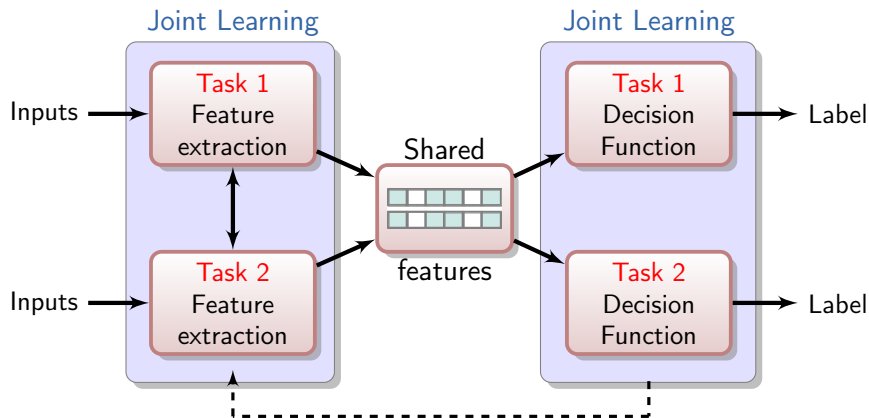 Joint Learning
Inputs
Task 1
Feature
extraction
Inputs
Task 2
Feature
extraction
Shared
features
Joint Learning
Task 1
Decision
Function
Label
Task 2
Decision
Function
Label